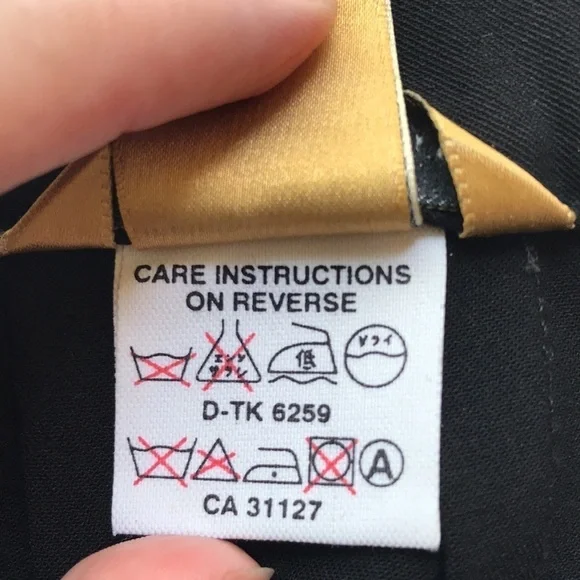 CARE INSTRUCTIONS
ON REVERSE
エンソ
サラシ
低
ドライ
D-TK 6259
A
CA 31127